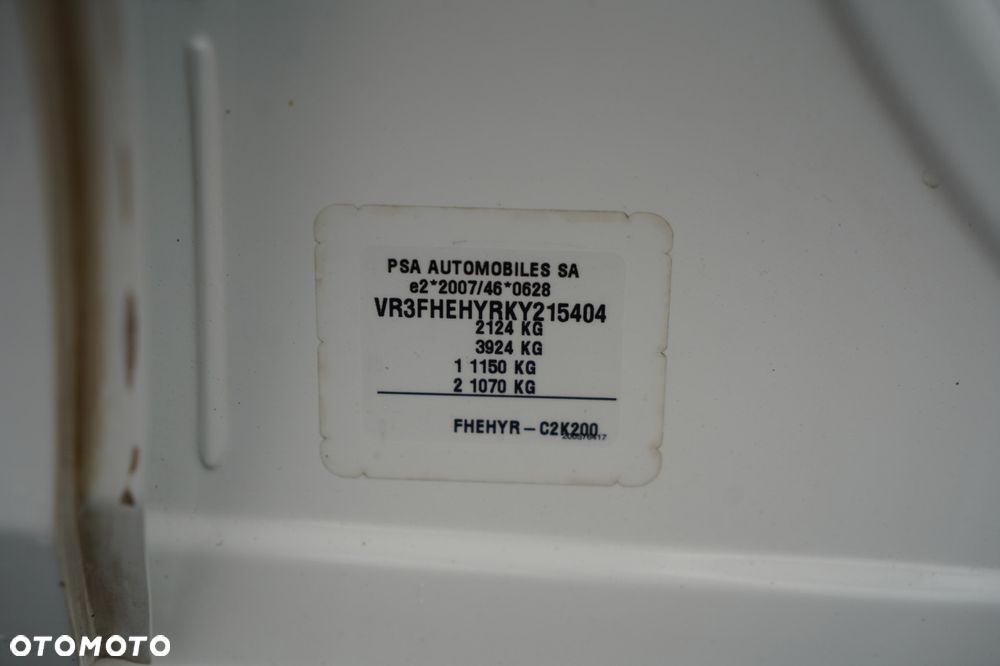 PSA AUTOMOBILES SA
e2*2007/46*0628
VR3FHEHYRKY215404
2124 KG
3924 KG
1 1150 KG
2 1070 KG
FHEHYR-C2K200
OTOMOTO